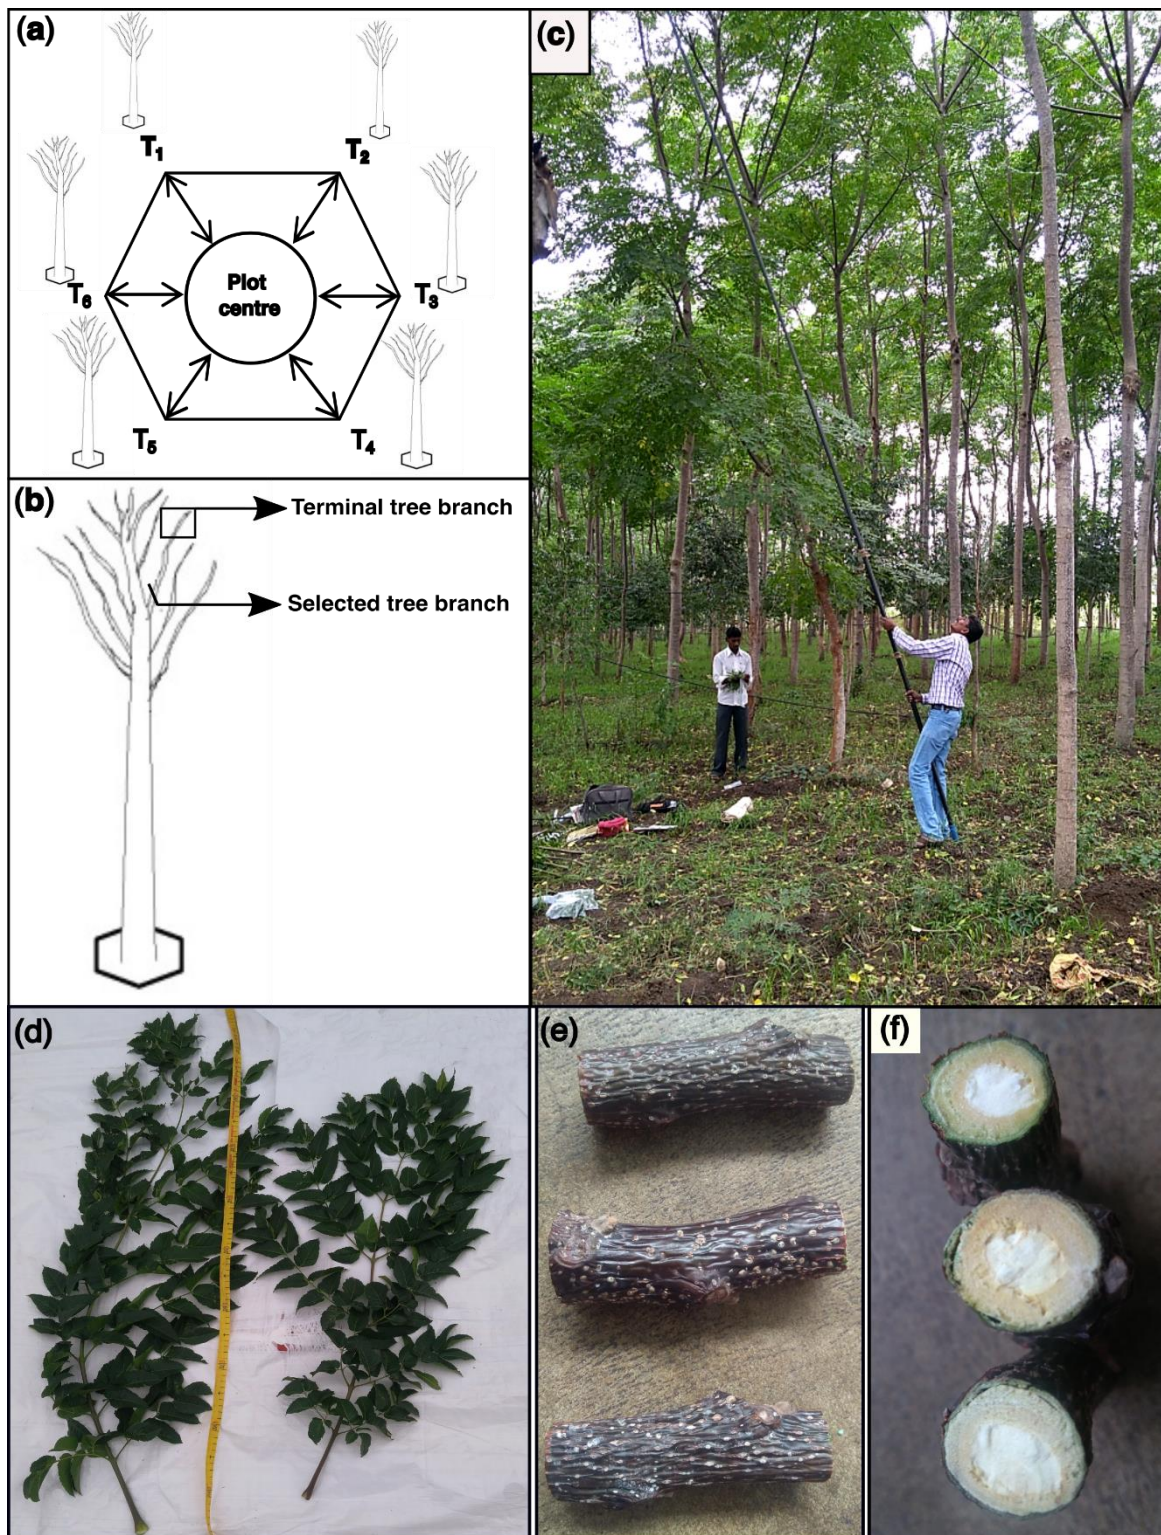 (a)
T1
T2
T6
Plot
centre
T3
T5
T4
(b)
Terminal tree branch
Selected tree branch
(c)
(d)
(e)
(f)